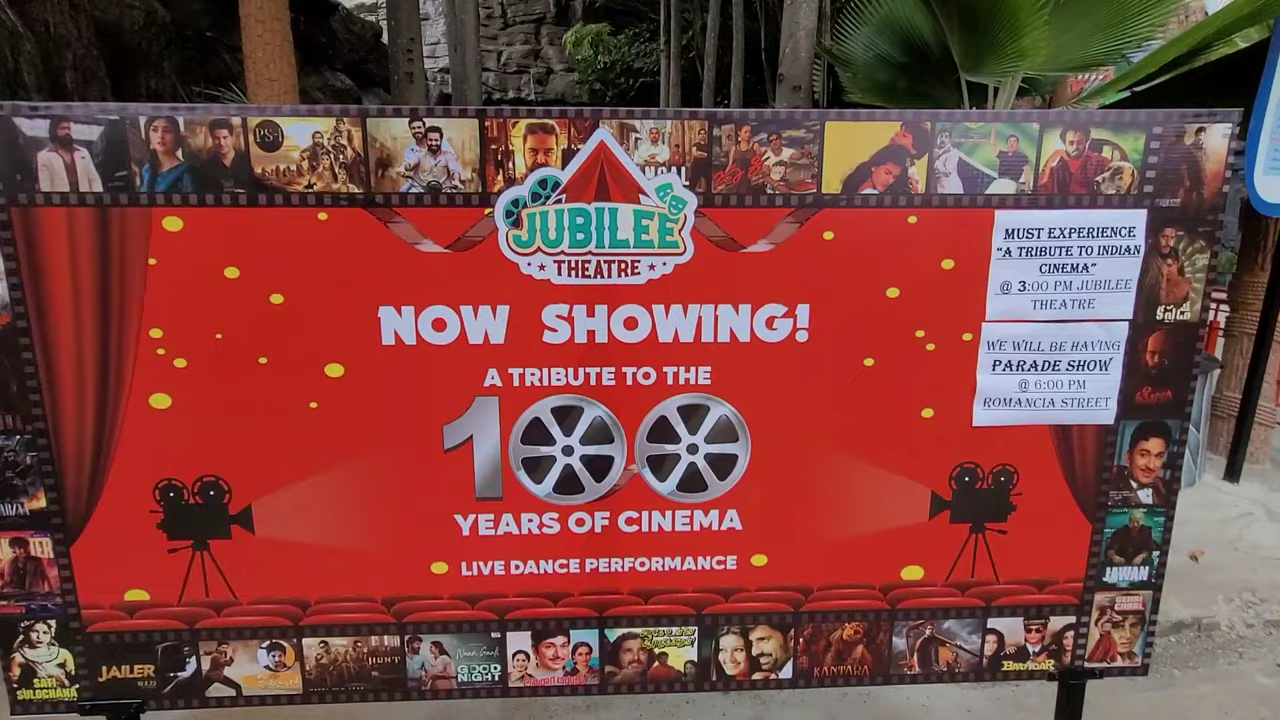 PS-1
JUBILEE
THEATRE
NOW SHOWING!
A TRIBUTE TO THE
100
YEARS OF CINEMA
LIVE DANCE PERFORMANCE
MUST EXPERIENCE
“A TRIBUTE TO INDIAN
CINEMA”
@ 3:00 PM JUBILEE
THEATRE
WE WILL BE HAVING
PARADE SHOW
@ 6:00 PM
ROMANCIA STREET
JAWAN
SATI
SULOCHANA
JAILER
HUNT
GOOD
NIGHT
KANTARA